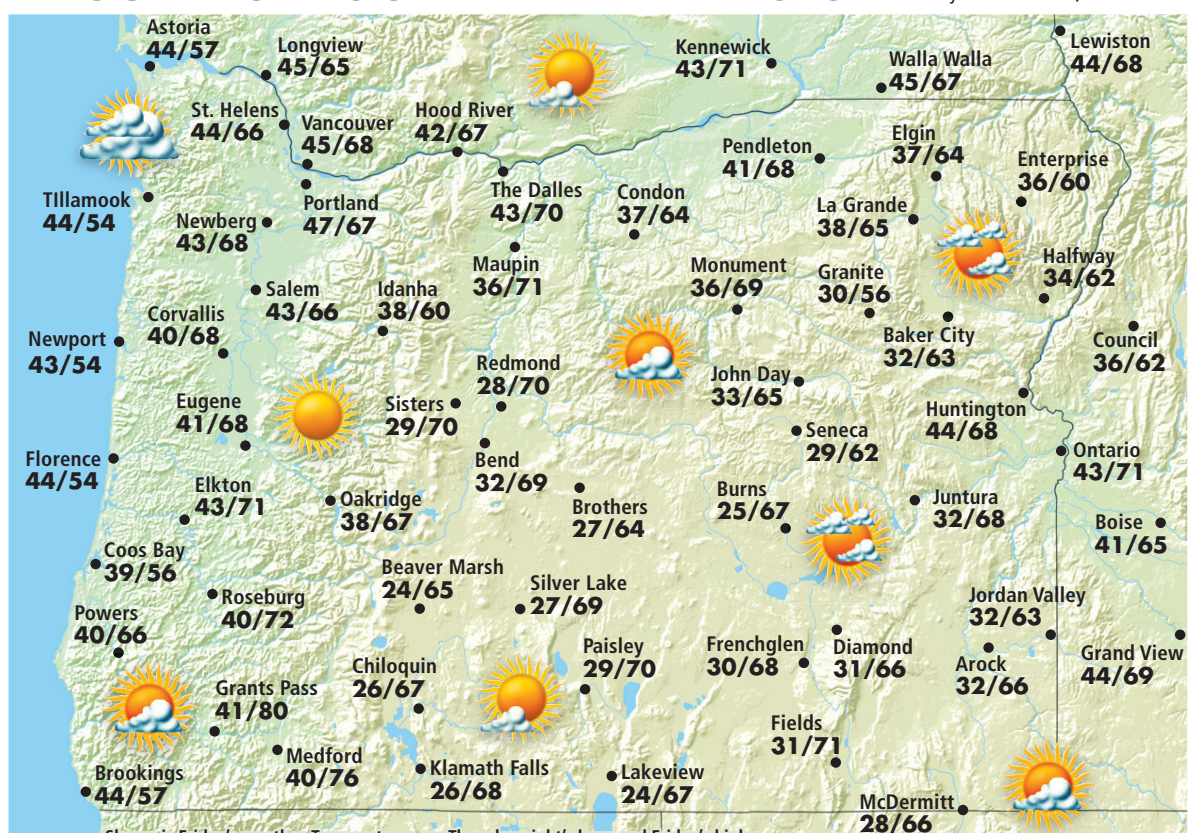 Astoria
44/57
Longview
45/65
Kennewick
43/71
Walla Walla
45/67
Lewiston
44/68
St. Helens
44/66
Vancouver
45/68
Hood River
42/67
Pendleton
41/68
Elgin
37/64
Enterprise
36/60
TIllamook
44/54
Newberg
43/68
Portland
47/67
The Dalles
43/70
Condon
37/64
La Grande
38/65
Maupin
36/71
Monument
36/69
Granite
30/56
Halfway
34/62
Salem
43/66
Idanha
38/60
Corvallis
40/68
Newport
43/54
Baker City
32/63
Council
36/62
Redmond
28/70
John Day
33/65
Eugene
41/68
Sisters
29/70
Huntington
44/68
Seneca
29/62
Ontario
43/71
Florence
44/54
Bend
32/69
Elkton
43/71
Oakridge
38/67
Brothers
27/64
Burns
25/67
Juntura
32/68
Boise
41/65
Coos Bay
39/56
Beaver Marsh
24/65
Silver Lake
27/69
Roseburg
40/72
Jordan Valley
32/63
Powers
40/66
Paisley
29/70
Frenchglen
30/68
Diamond
31/66
Arock
32/66
Grand View
44/69
Chiloquin
26/67
Grants Pass
41/80
Fields
31/71
Medford
40/76
Klamath Falls
26/68
Lakeview
24/67
Brookings
44/57
McDermitt
28/66